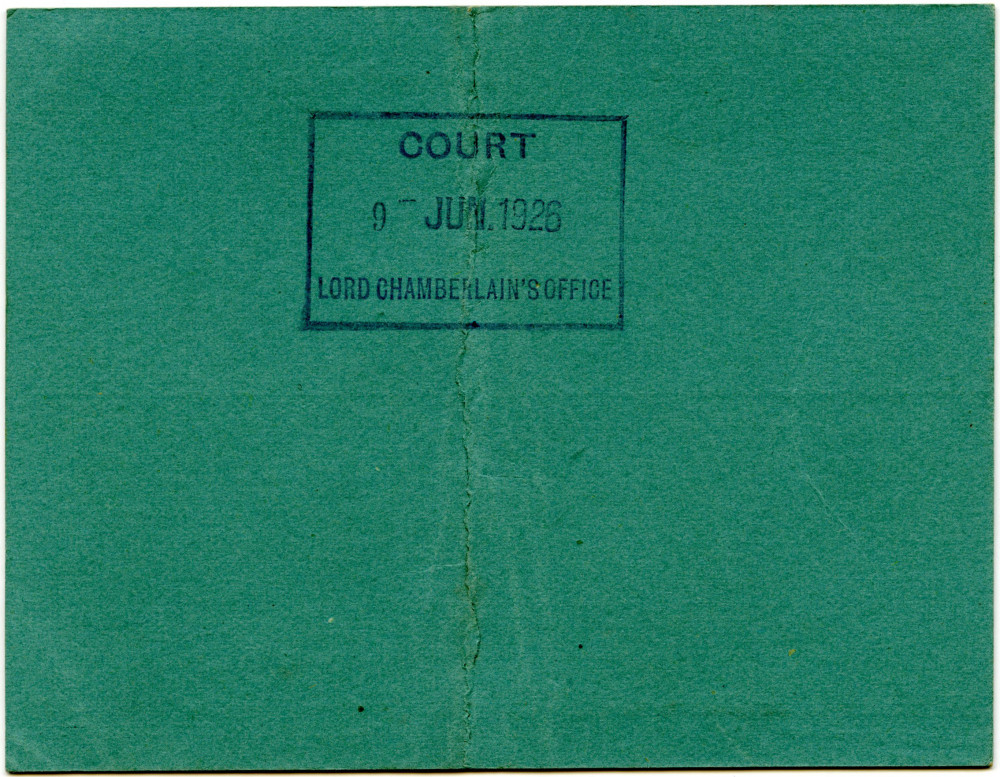 COURT
9 - JUN. 1926
LORD CHAMBERLAIN'S OFFICE